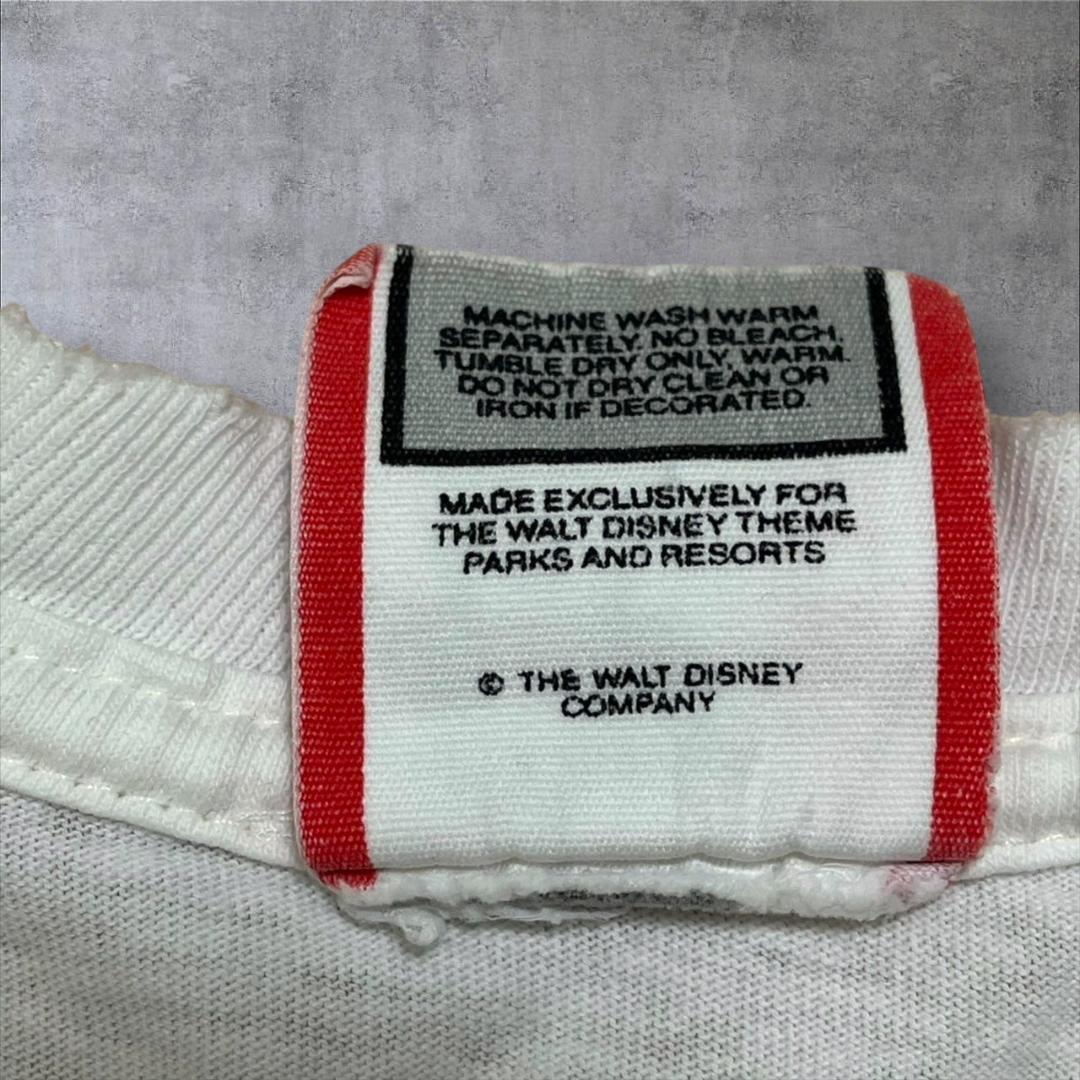 MACHINE WASH WARM
SEPARATELY. NO BLEACH.
TUMBLE DRY ONLY, WARM.
DO NOT DRY CLEAN OR
IRON IF DECORATED.
MADE EXCLUSIVELY FOR
THE WALT DISNEY THEME
PARKS AND RESORTS
© THE WALT DISNEY
COMPANY